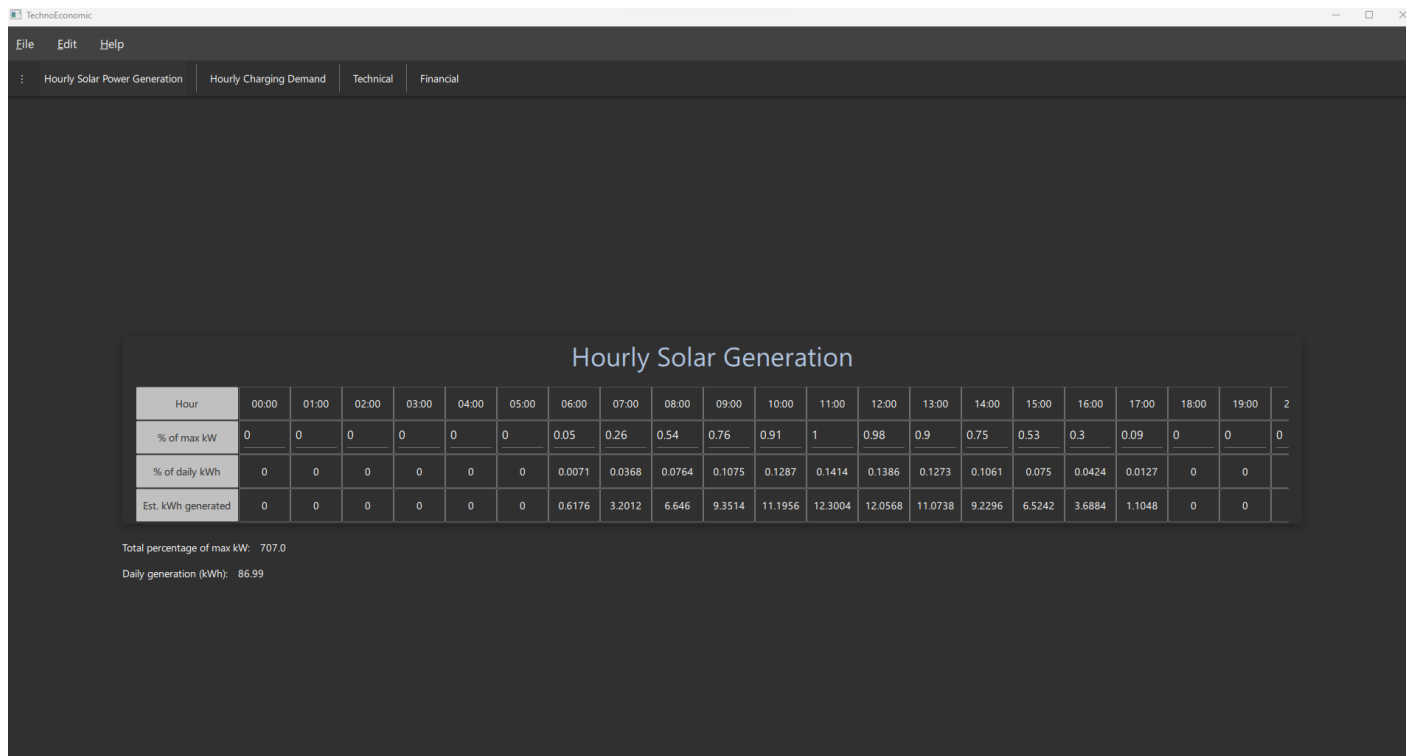 TechnoEconomic
File Edit Help
Hourly Solar Power Generation Hourly Charging Demand Technical Financial
Hourly Solar Generation
Hour 00:00 01:00 02:00 03:00 04:00 05:00 06:00 07:00 08:00 09:00 10:00 11:00 12:00 13:00 14:00 15:00 16:00 17:00 18:00 19:00 2
% of max kW 0 0 0 0 0 0 0.05 0.26 0.54 0.76 0.91 1 0.98 0.9 0.75 0.53 0.3 0.09 0 0 0
% of daily kWh 0 0 0 0 0 0 0.0071 0.0368 0.0764 0.1075 0.1287 0.1414 0.1386 0.1273 0.1061 0.075 0.0424 0.0127 0 0
Est. kWh generated 0 0 0 0 0 0 0.6176 3.2012 6.646 9.3514 11.1956 12.3004 12.0568 11.0738 9.2296 6.5242 3.6884 1.1048 0 0
Total percentage of max kW: 707.0
Daily generation (kWh): 86.99